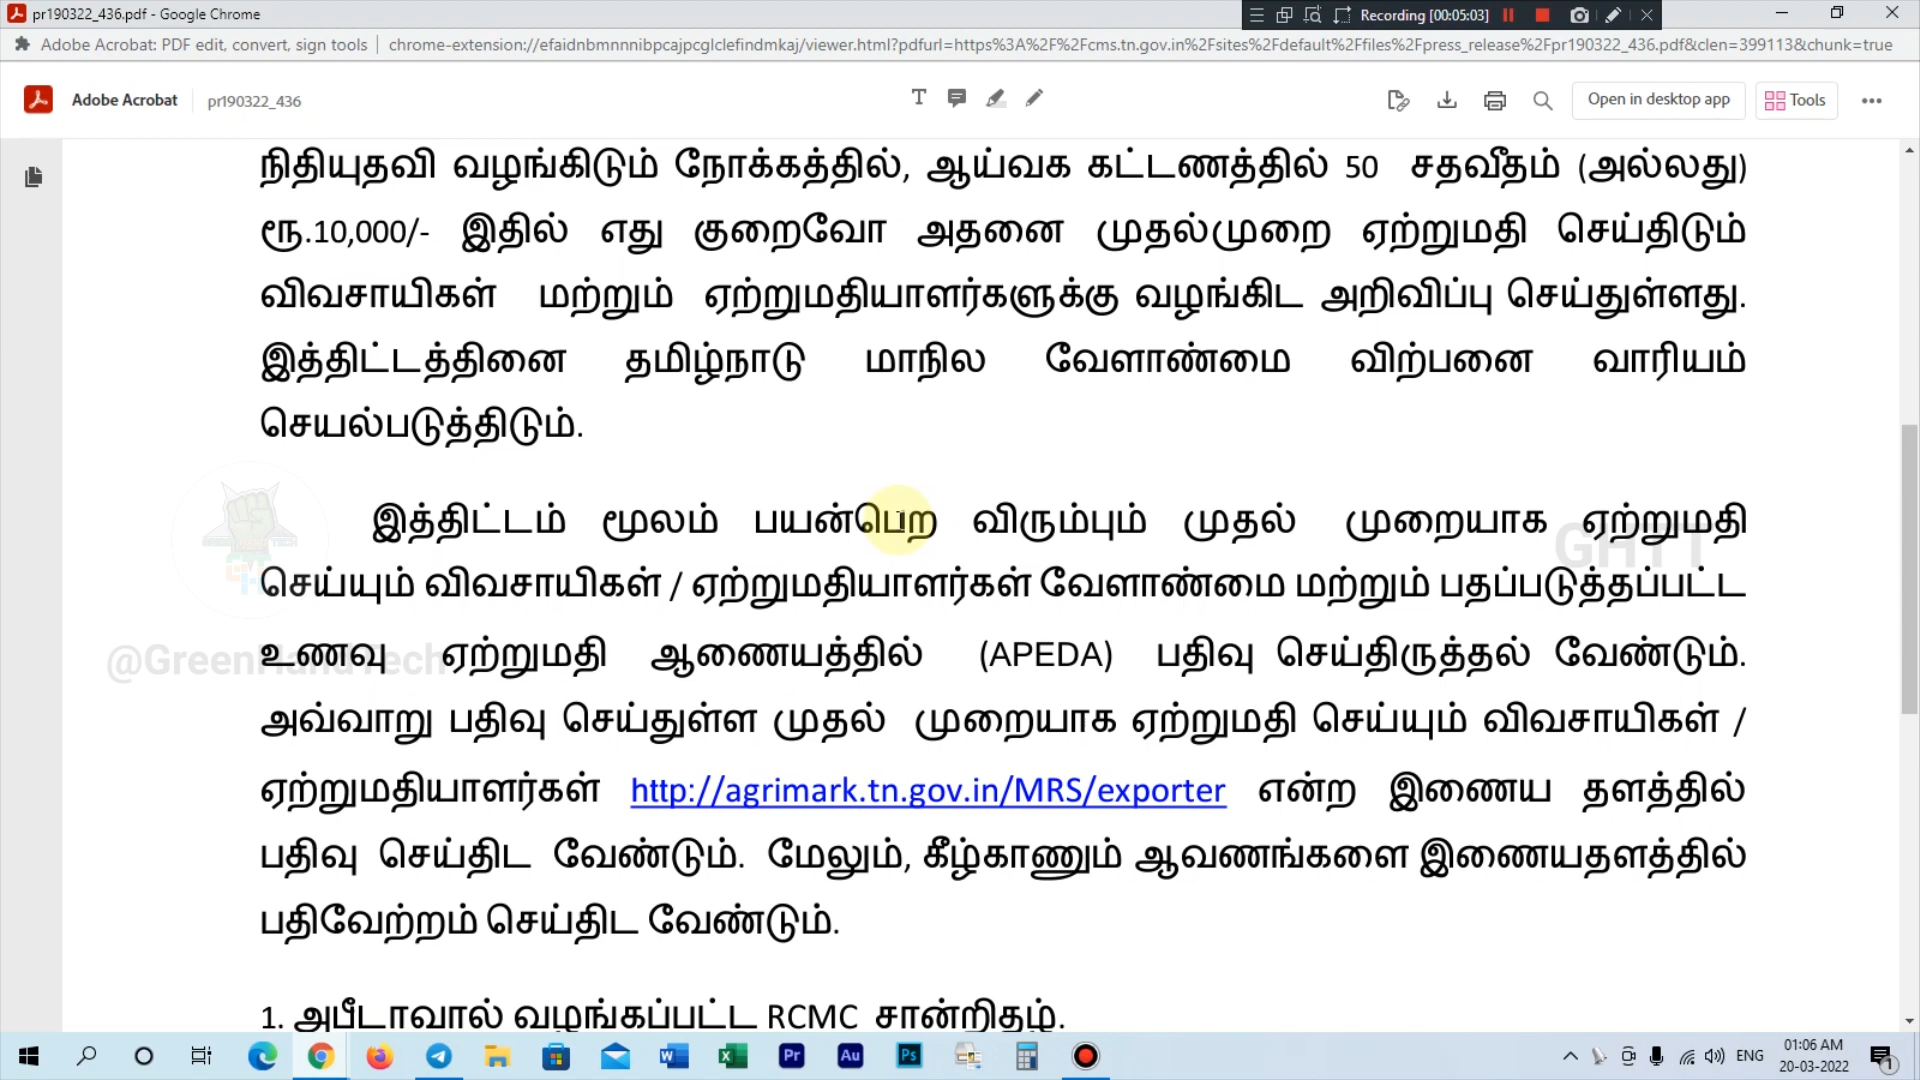 pr190322_436.pdf - Google Chrome
Recording [00:05:03]
Adobe Acrobat: PDF edit, convert, sign tools
chrome-extension://efaidnbmnnnibpcajpcglclefindmkaj/viewer.html?pdfurl=https%3A%2F%2Fcms.tn.gov.in%2Fsites%2Fdefault%2Ffiles%2Fpress_release%2Fpr190322_436.pdf&clen=399113&chunk=true
Adobe Acrobat pr190322_436
Open in desktop app
Tools
நிதியுதவி வழங்கிடும் நோக்கத்தில், ஆய்வக கட்டணத்தில் 50 சதவீதம் (அல்லது)
ரூ.10,000/- இதில் எது குறைவோ அதனை முதல்முறை ஏற்றுமதி செய்திடும்
விவசாயிகள் மற்றும் ஏற்றுமதியாளர்களுக்கு வழங்கிட அறிவிப்பு செய்துள்ளது.
இத்திட்டத்தினை தமிழ்நாடு மாநில வேளாண்மை விற்பனை வாரியம்
செயல்படுத்திடும்.
இத்திட்டம் மூலம் பயன்பெற விரும்பும் முதல் முறையாக ஏற்றுமதி
GHTT
செய்யும் விவசாயிகள் / ஏற்றுமதியாளர்கள் வேளாண்மை மற்றும் பதப்படுத்தப்பட்ட
உணவு ஏற்றுமதி ஆணையத்தில் (APEDA) பதிவு செய்திருத்தல் வேண்டும்.
@GreenHandTech
அவ்வாறு பதிவு செய்துள்ள முதல் முறையாக ஏற்றுமதி செய்யும் விவசாயிகள் /
ஏற்றுமதியாளர்கள் http://agrimark.tn.gov.in/MRS/exporter என்ற இணைய தளத்தில்
பதிவு செய்திட வேண்டும். மேலும், கீழ்காணும் ஆவணங்களை இணையதளத்தில்
பதிவேற்றம் செய்திட வேண்டும்.
1. அபீடாவால் வழங்கப்பட்ட RCMC சான்றிதழ்.
ENG
01:06 AM
20-03-2022